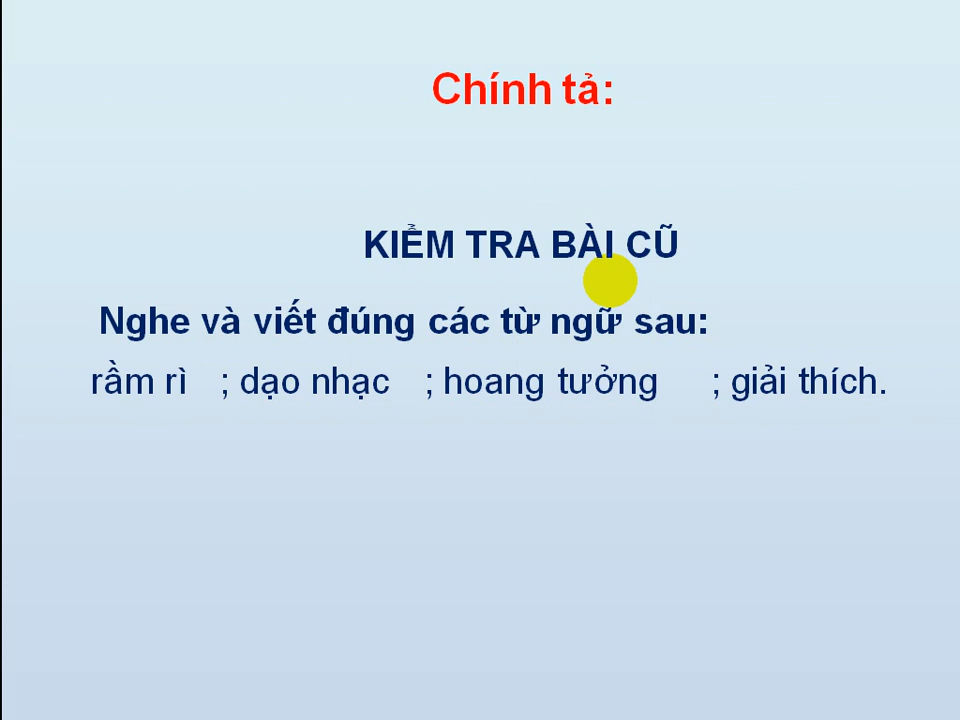 Chính tả:
KIỂM TRA BÀI CŨ
Nghe và viết đúng các từ ngữ sau:
rầm rì ; dạo nhạc ; hoang tưởng ; giải thích.